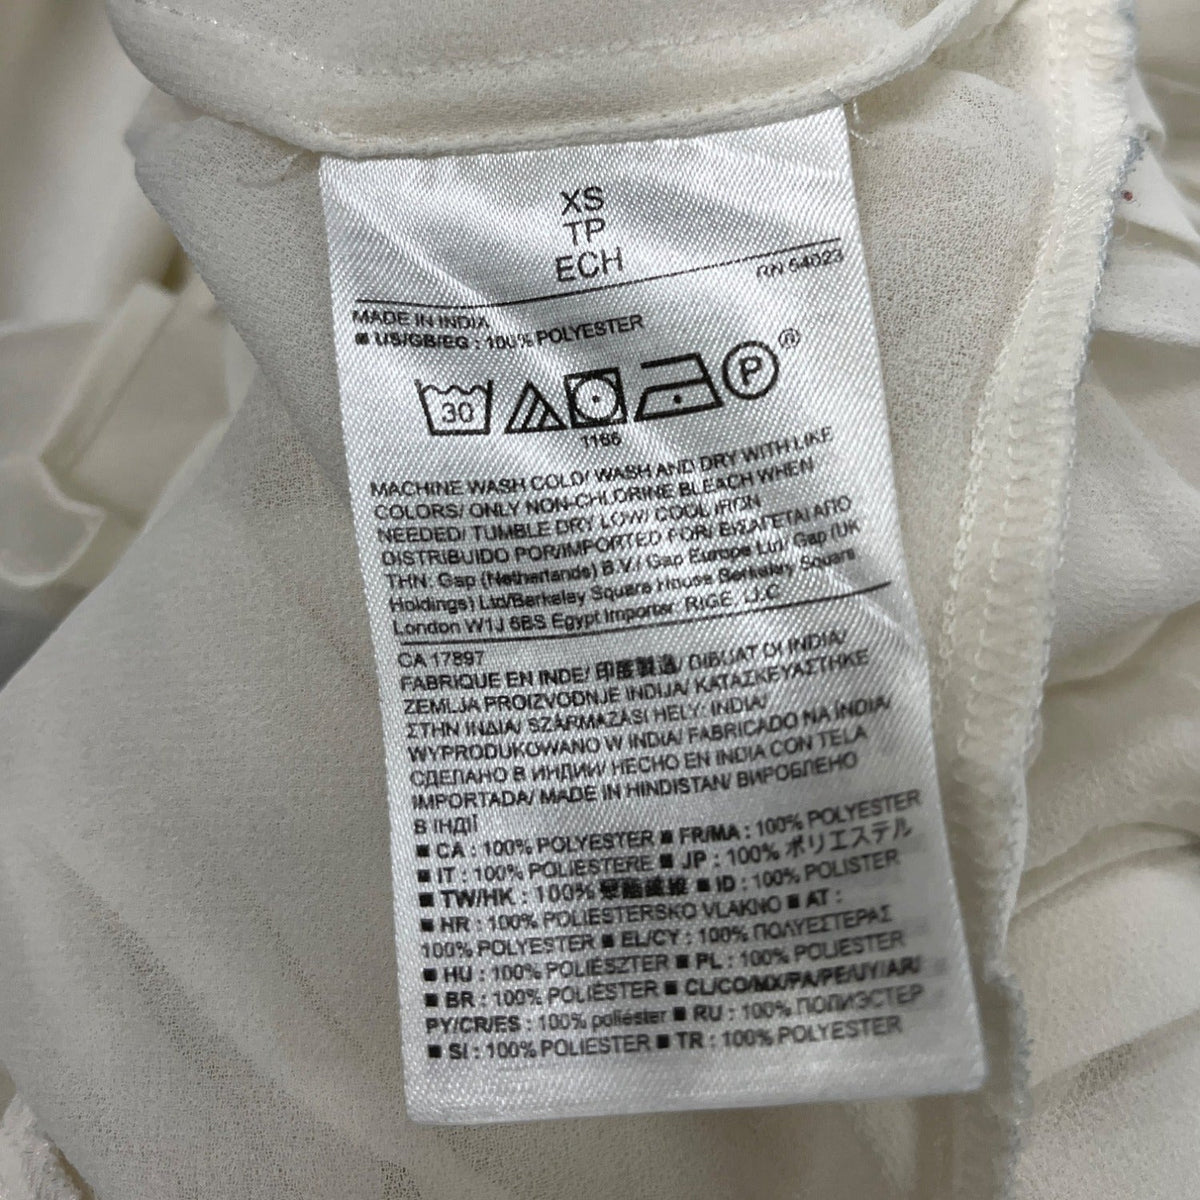 XS
TP
ECH
RN 54023
MADE IN INDIA
■ US/GB/EG : 100% POLYESTER
30 P ®
1166
MACHINE WASH COLD/ WASH AND DRY WITH LIKE
COLORS/ ONLY NON-CHLORINE BLEACH WHEN
NEEDED/ TUMBLE DRY LOW/ COOL IRON
DISTRIBUIDO POR/IMPORTED FOR/ ΕΙΣΑΓΕΤΑΙ ΑΠΟ
ΤΗΝ: Gap (Netherlands) B.V./ Gap Europe Ltd/ Gap (UK
Holdings) Ltd/Berkeley Square House Berkeley Square
London W1J 6BS Egypt Importer: RIGE LLC
CA 17897
FABRIQUE EN INDE/ 印度製造/ DIBUAT DI INDIA/
ZEMLJA PROIZVODNJE INDIJA/ ΚΑΤΑΣΚΕΥΑΣΤΗΚΕ
ΣΤΗΝ ΙΝΔΙΑ/ SZÁRMAZÁSI HELY: INDIA/
WYPRODUKOWANO W INDIA/ FABRICADO NA ÍNDIA/
СДЕЛАНО В ИНДИИ/ HECHO EN INDIA CON TELA
IMPORTADA/ MADE IN HINDISTAN/ ВИРОБЛЕНО
В ІНДІЇ
■ CA : 100% POLYESTER ■ FR/MA : 100% POLYESTER
■ IT : 100% POLIESTERE ■ JP : 100% ポリエステル
■ TW/HK : 100% 聚酯纖維 ■ ID : 100% POLISTER
■ HR : 100% POLIESTERSKO VLAKNO ■ AT :
100% POLYESTER ■ EL/CY : 100% ΠΟΛΥΕΣΤΕΡΑΣ
■ HU : 100% POLIÉSZTER ■ PL : 100% POLIESTER
■ BR : 100% POLIÉSTER ■ CL/CO/MX/PA/PE/UY/AR/
PY/CR/ES : 100% poliéster ■ RU : 100% ПОЛИЭСТЕР
■ SI : 100% POLIESTER ■ TR : 100% POLYESTER